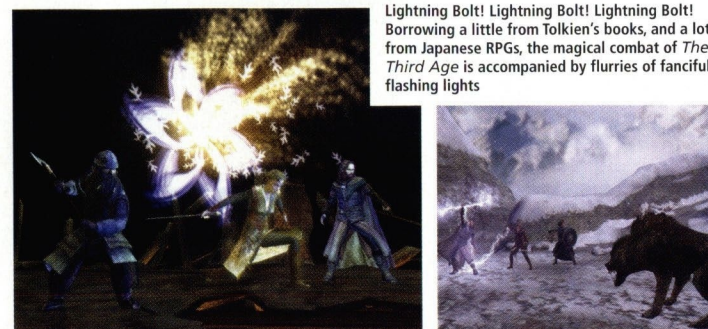 Lightning Bolt! Lightning Bolt! Lightning Bolt!
Borrowing a little from Tolkien's books, and a lot
from Japanese RPGs, the magical combat of The
Third Age is accompanied by flurries of fanciful
flashing lights